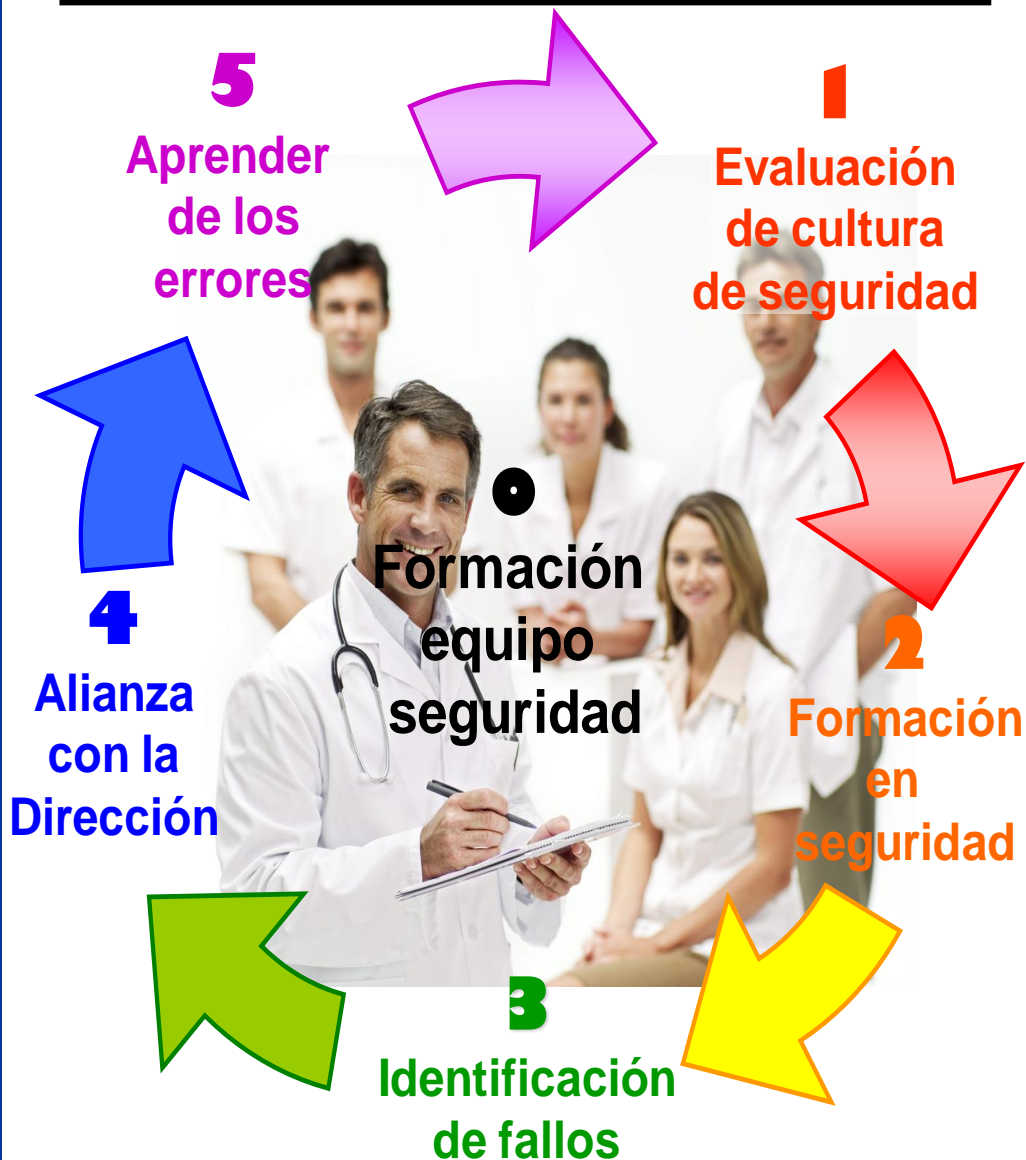 0
Formación
equipo
seguridad
1
Evaluación
de cultura
de seguridad
2
Formación
en
seguridad
3
Identificación
de fallos
4
Alianza
con la
Dirección
5
Aprender
de los
errores